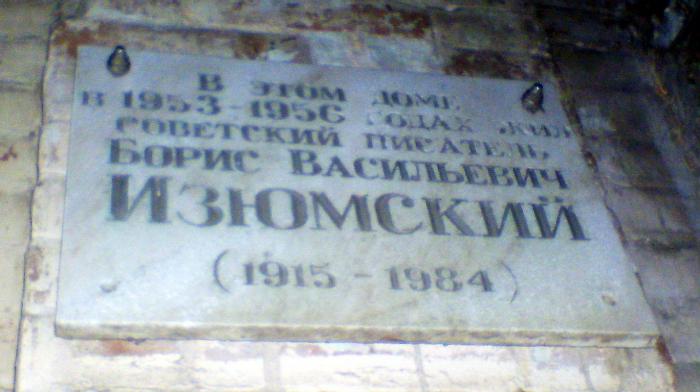 В ЭТОМ ДОМЕ
В 1953-1956 ГОДАХ ЖИЛ
СОВЕТСКИЙ ПИСАТЕЛЬ
БОРИС ВАСИЛЬЕВИЧ
ИЗЮМСКИЙ
(1915 - 1984)